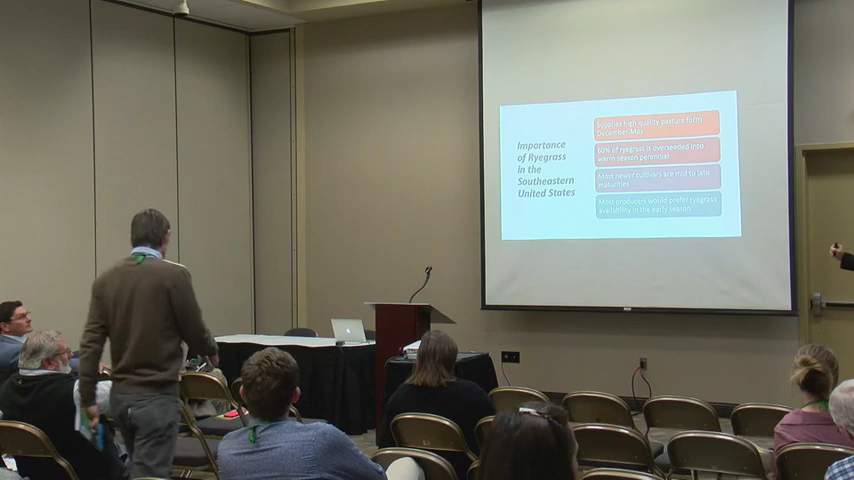 Importance
of Ryegrass
in the
Southeastern
United States
Supplies high quality pasture form
December-May
60% of ryegrass is overseeded into
warm-season perennial
Most newer cultivars are mid to late
maturities
Most producers would prefer ryegrass
availability in the early season